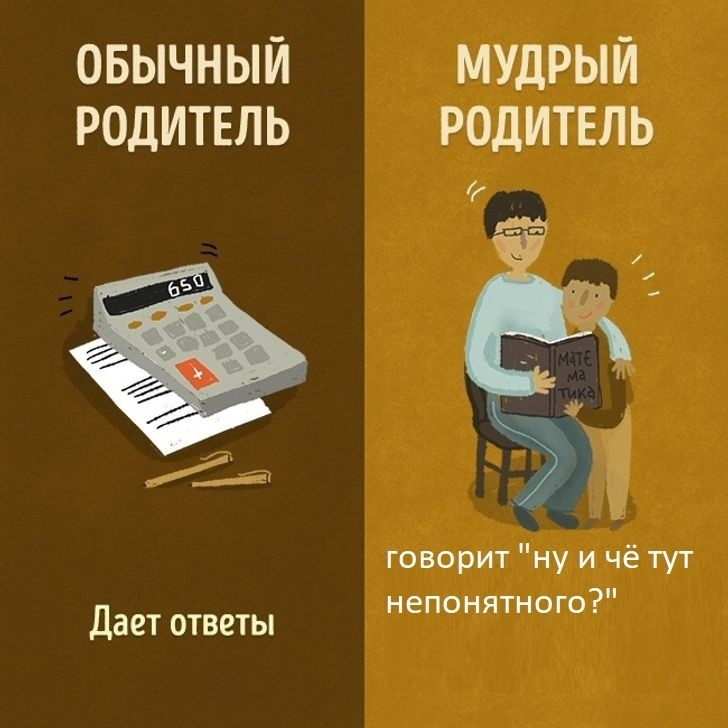 ОБЫЧНЫЙ
РОДИТЕЛЬ
650
Дает ответы
МУДРЫЙ
РОДИТЕЛЬ
МАТЕ
МА
ТИКА
говорит "ну и чё тут
непонятного?"